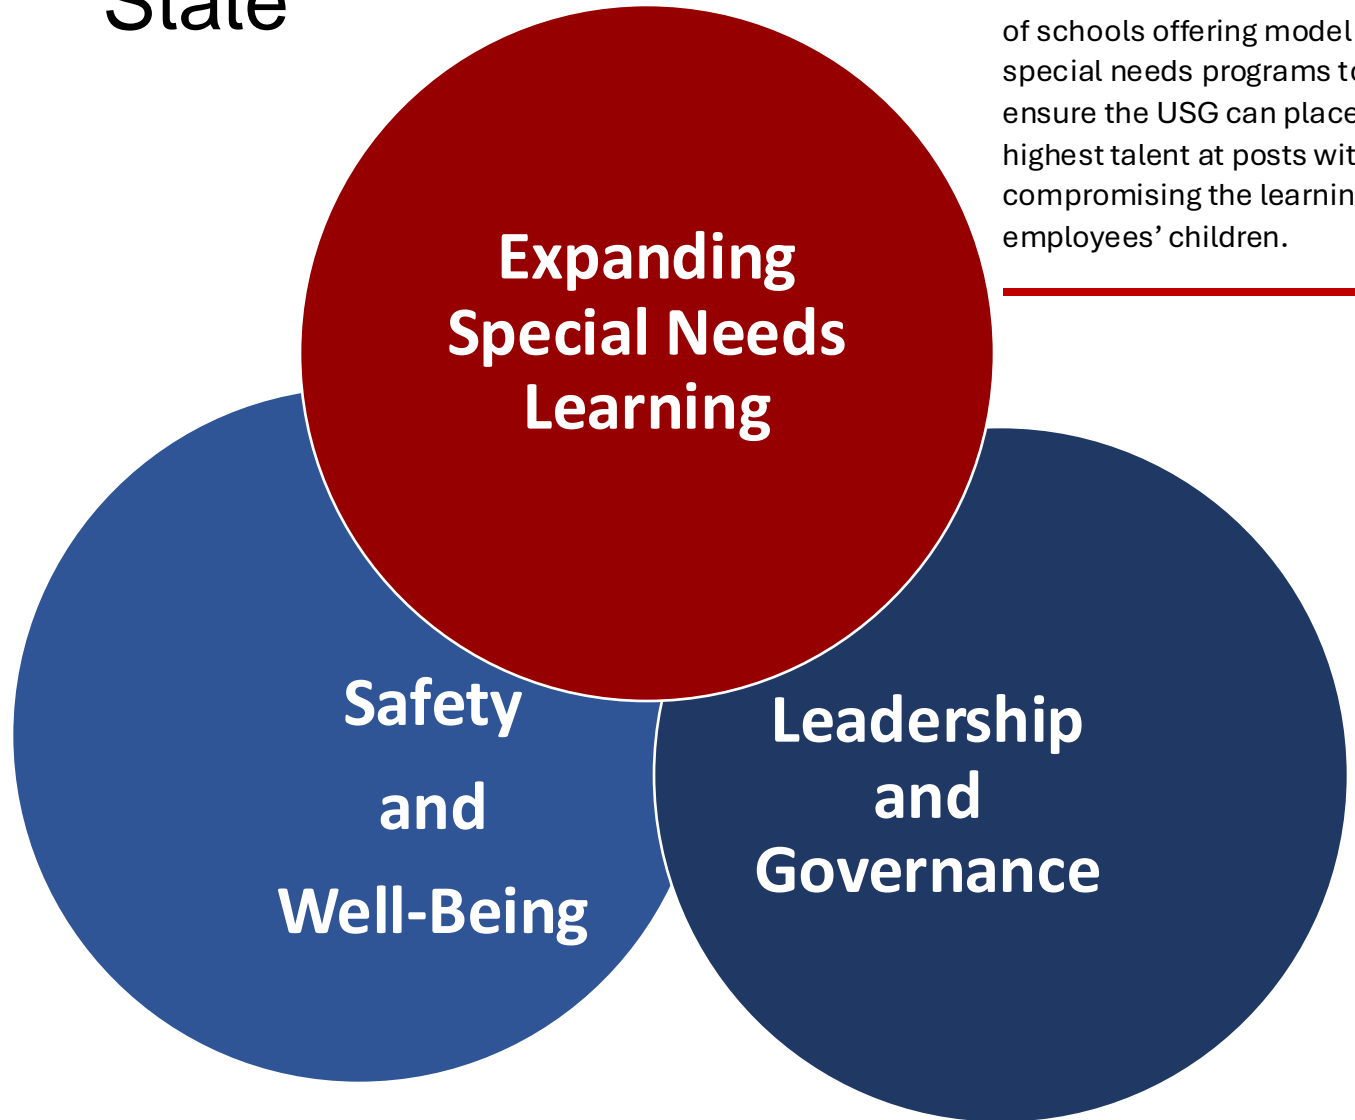 State
of schools offering model
special needs programs to
ensure the USG can place
highest talent at posts
compromising the
employees’ children.
Expanding
Special Needs
Learning
Safety
and
Well-Being
Leadership
and
Governance